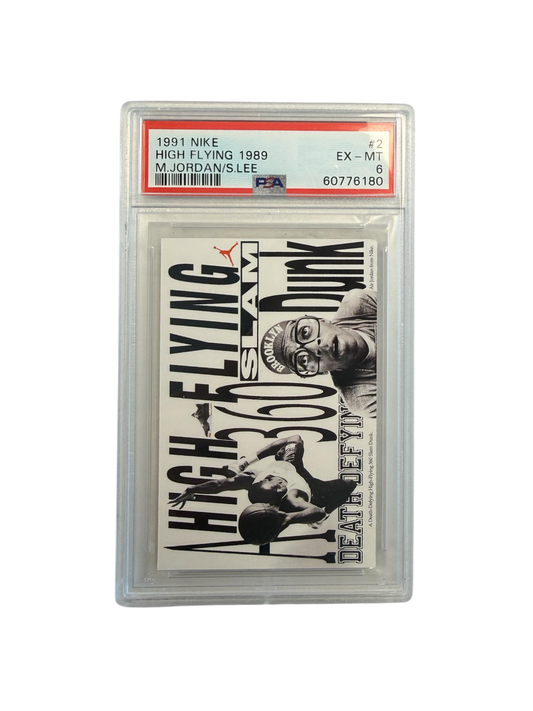 1991 NIKE #2
HIGH FLYING 1989 EX - MT
M.JORDAN/S.LEE 6
PSA 60776180
A
HIGH-FLYING
360
SLAM
Dunk
BROOKLYN
DEATH DEFYING
A Death-Defying High-Flying 360 Slam Dunk.
Air Jordan from Nike.